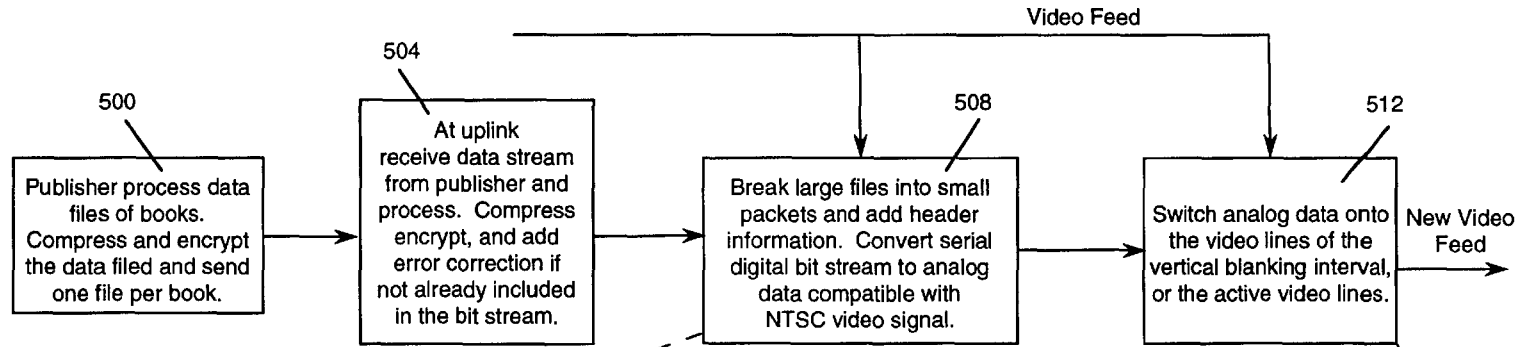 Video Feed
500
Publisher process data
files of books.
Compress and encrypt
the data filed and send
one file per book.
504
At uplink
receive data stream
from publisher and
process. Compress
encrypt, and add
error correction if
not already included
in the bit stream.
508
Break large files into small
packets and add header
information. Convert serial
digital bit stream to analog
data compatible with
NTSC video signal.
512
Switch analog data onto
the video lines of the
vertical blanking interval,
or the active video lines.
New Video
Feed